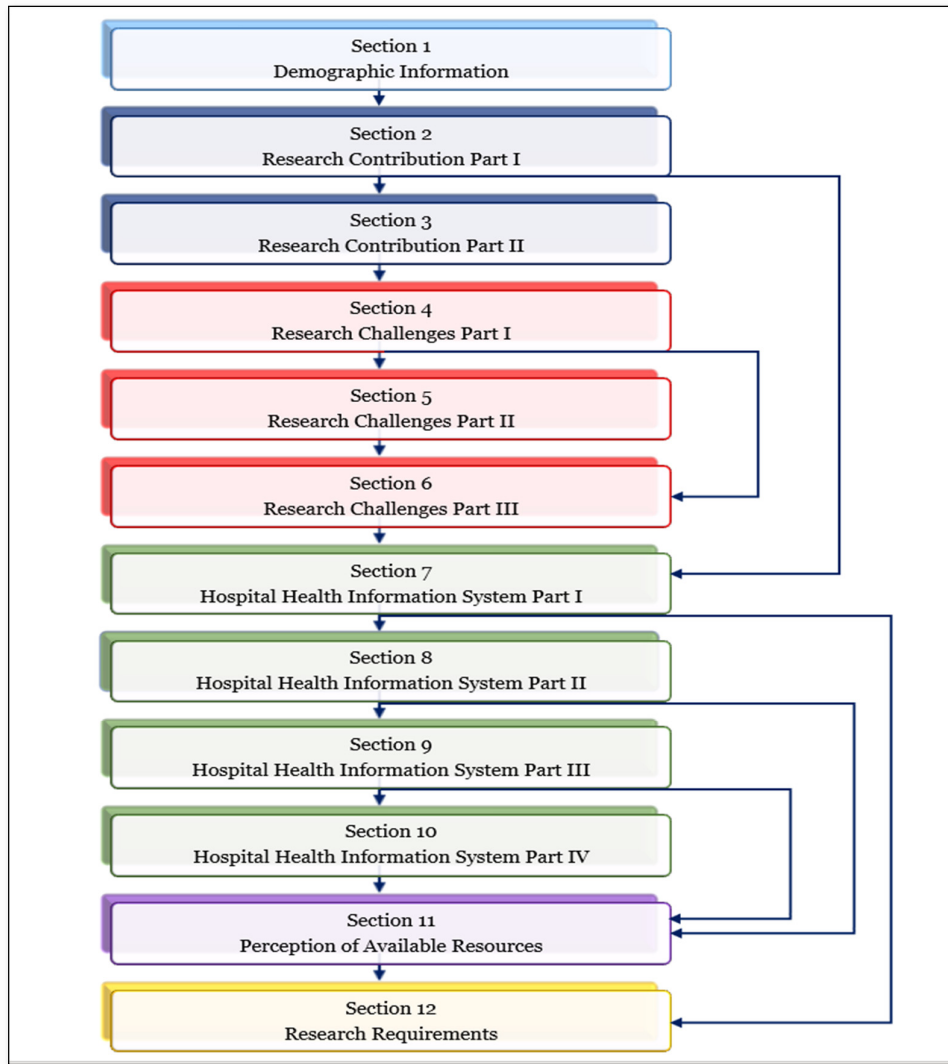 Section 1
Demographic Information
Section 2
Research Contribution Part I
Section 3
Research Contribution Part II
Section 4
Research Challenges Part I
Section 5
Research Challenges Part II
Section 6
Research Challenges Part III
Section 7
Hospital Health Information System Part I
Section 8
Hospital Health Information System Part II
Section 9
Hospital Health Information System Part III
Section 10
Hospital Health Information System Part IV
Section 11
Perception of Available Resources
Section 12
Research Requirements